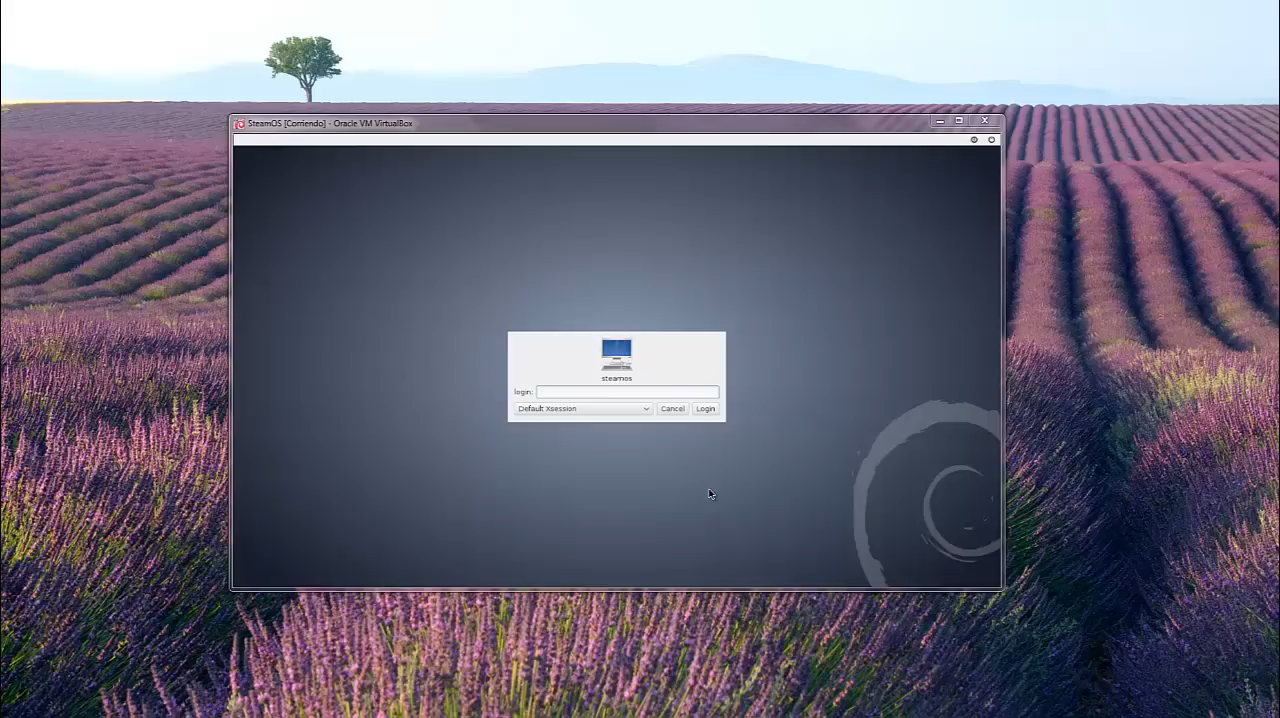 SteamOS [Corriendo] - Oracle VM VirtualBox
steamos
login:
Default Xsession
Cancel
Login